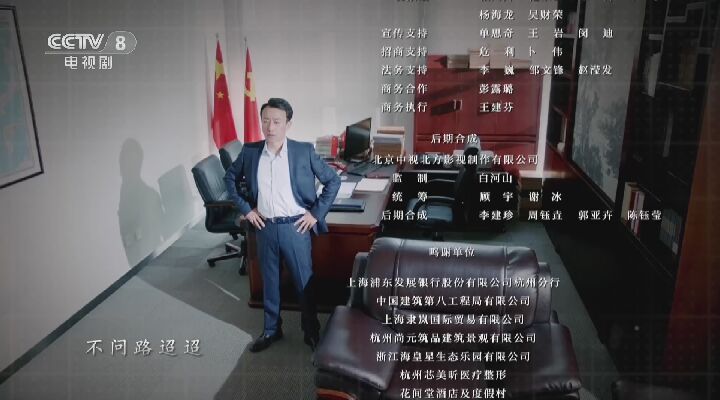 CCTV 8
电视剧
杨海龙 吴财荣
宣传支持 单思奇 王岩 闵迪
招商支持 危利 卜伟
法务支持 李巍 邹文锋 赵滢发
商务合作 彭露璐
商务执行 王建芬
后期合成
北京中视北方影视制作有限公司
监制 白河山
统筹 顾宇 谢冰
后期合成 李建珍 周钰垚 郭亚卉 陈钰莹
鸣谢单位
上海浦东发展银行股份有限公司杭州分行
中国建筑第八工程局有限公司
上海隶岚国际贸易有限公司
杭州尚元筑品建筑景观有限公司
浙江海皇星生态乐园有限公司
杭州芯美昕医疗整形
花间堂酒店及度假村
不问路迢迢